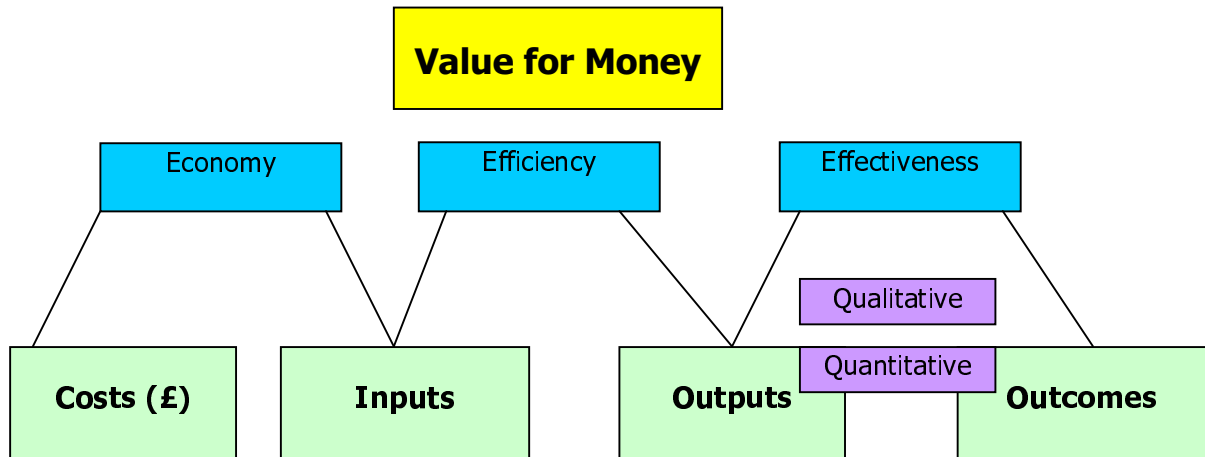 Value for Money
Economy
Efficiency
Effectiveness
Qualitative
Quantitative
Costs (£)
Inputs
Outputs
Outcomes